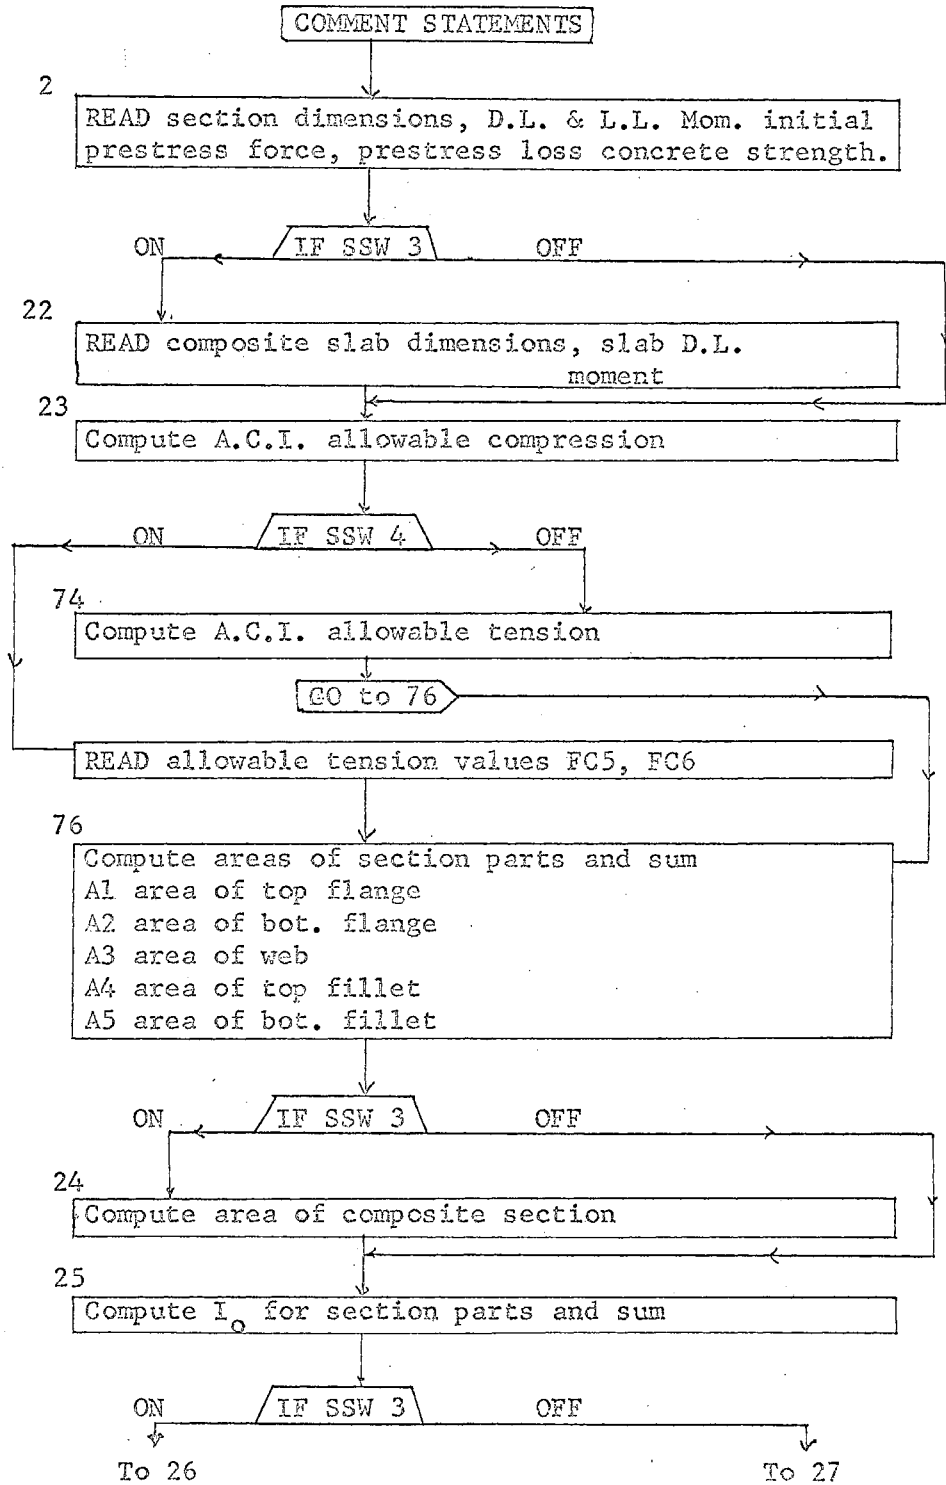 COMMENT STATEMENTS
2
READ section dimensions, D.L. & L.L. Mom. initial
prestress force, prestress loss concrete strength.
ON
IF SSW 3
OFF
22
READ composite slab dimensions, slab D.L.
moment
23
Compute A.C.I. allowable compression
ON
IF SSW 4
OFF
74
Compute A.C.I. allowable tension
GO to 76
READ allowable tension values FC5, FC6
76
Compute areas of section parts and sum
A1 area of top flange
A2 area of bot. flange
A3 area of web
A4 area of top fillet
A5 area of bot. fillet
ON
IF SSW 3
OFF
24
Compute area of composite section
25
Compute Io for section parts and sum
ON
IF SSW 3
OFF
To 26
To 27